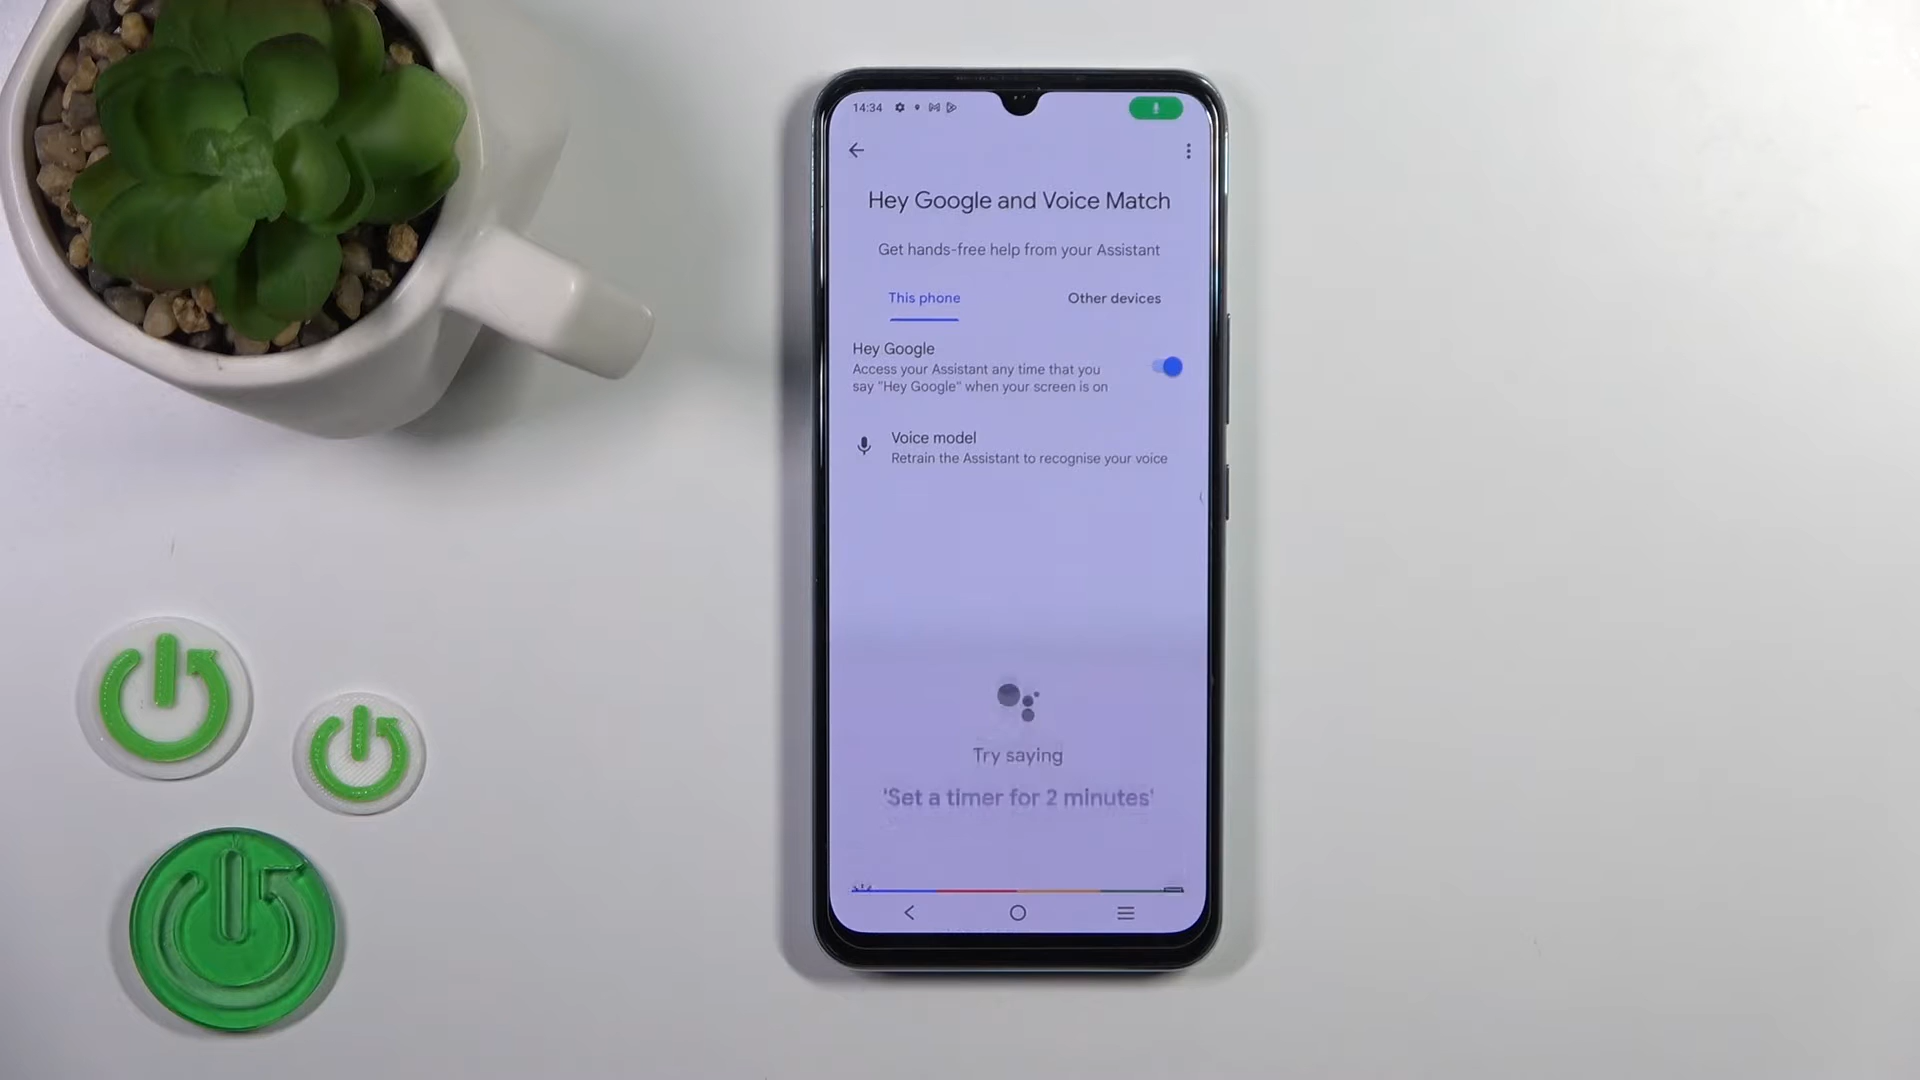 14:34
Hey Google and Voice Match
Get hands-free help from your Assistant
This phone
Other devices
Hey Google
Access your Assistant any time that you
say "Hey Google" when your screen is on
Voice model
Retrain the Assistant to recognise your voice
Try saying
'Set a timer for 2 minutes'